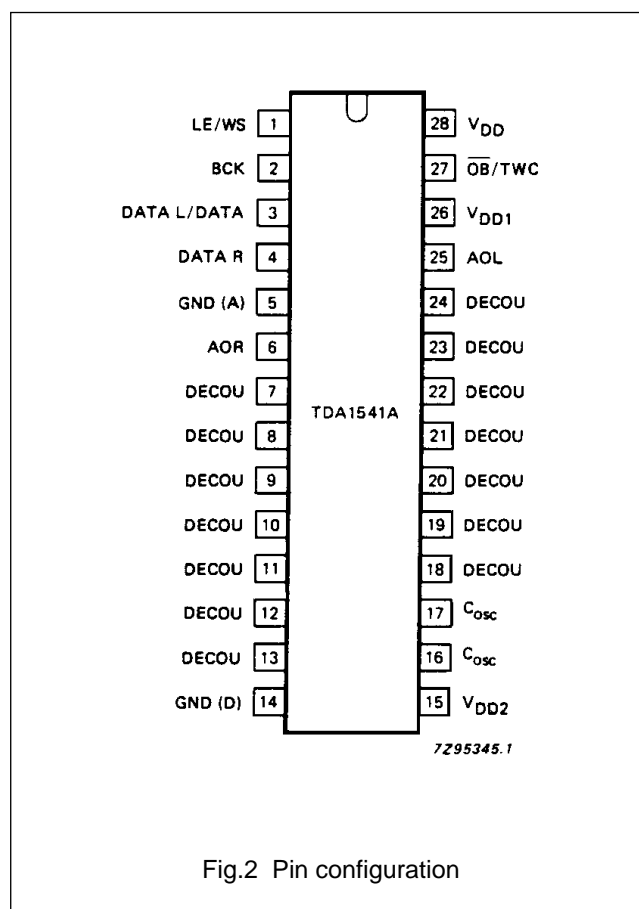 LE/WS 1 28 VDD
BCK 2 27 O̅B̅/TWC
DATA L/DATA 3 26 VDD1
DATA R 4 25 AOL
GND (A) 5 24 DECOU
AOR 6 23 DECOU
DECOU 7 22 DECOU
TDA1541A
DECOU 8 21 DECOU
DECOU 9 20 DECOU
DECOU 10 19 DECOU
DECOU 11 18 DECOU
DECOU 12 17 Cosc
DECOU 13 16 Cosc
GND (D) 14 15 VDD2
7Z95345.1
Fig.2 Pin configuration